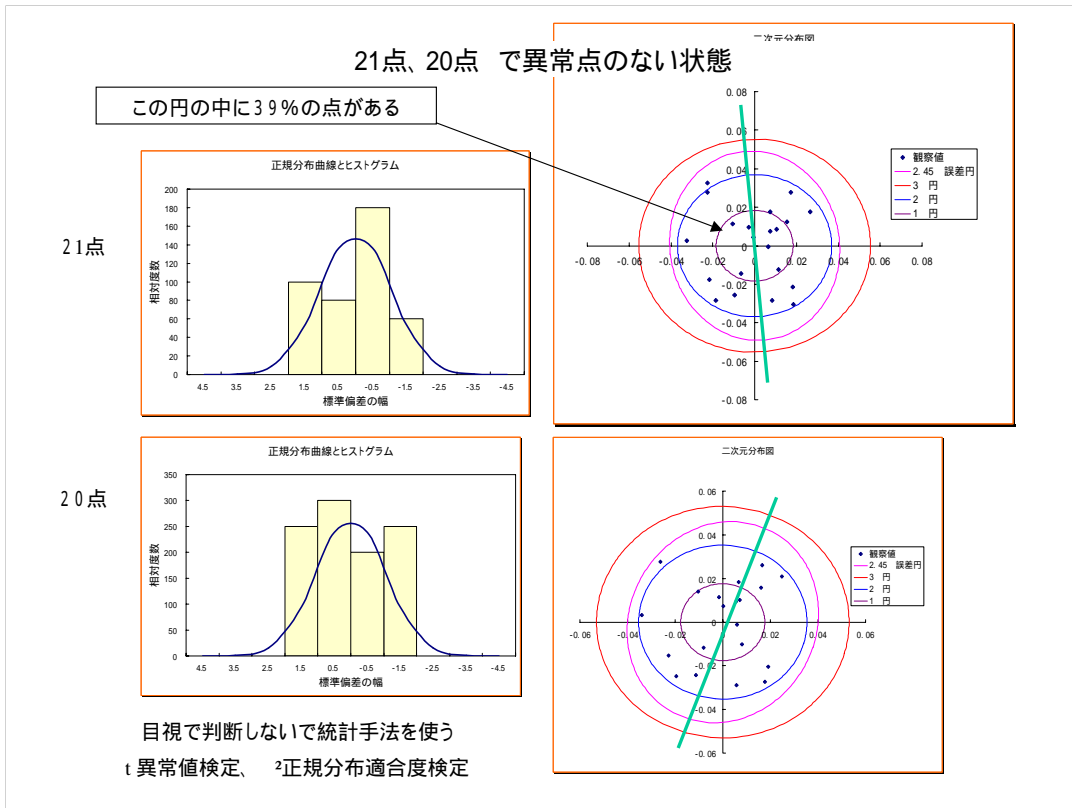 21点、20点 で異常点のない状態
この円の中に39%の点がある
21点
正規分布曲線とヒストグラム
相対度数
200
180
160
140
120
100
80
60
40
20
0
4.5 3.5 2.5 1.5 0.5 -0.5 -1.5 -2.5 -3.5 -4.5
標準偏差の幅
二次元分布図
0.08
0.06
0.04
0.02
0
-0.02
-0.04
-0.06
-0.08
-0.08 -0.06 -0.04 -0.02 0 0.02 0.04 0.06 0.08
観察値
2.45 誤差円
3 円
2 円
1 円
20点
正規分布曲線とヒストグラム
相対度数
350
300
250
200
150
100
50
0
4.5 3.5 2.5 1.5 0.5 -0.5 -1.5 -2.5 -3.5 -4.5
標準偏差の幅
二次元分布図
0.06
0.04
0.02
0
-0.02
-0.04
-0.06
-0.06 -0.04 -0.02 0 0.02 0.04 0.06
観察値
2.45 誤差円
3 円
2 円
1 円
目視で判断しないで統計手法を使う
t 異常値検定、 ²正規分布適合度検定